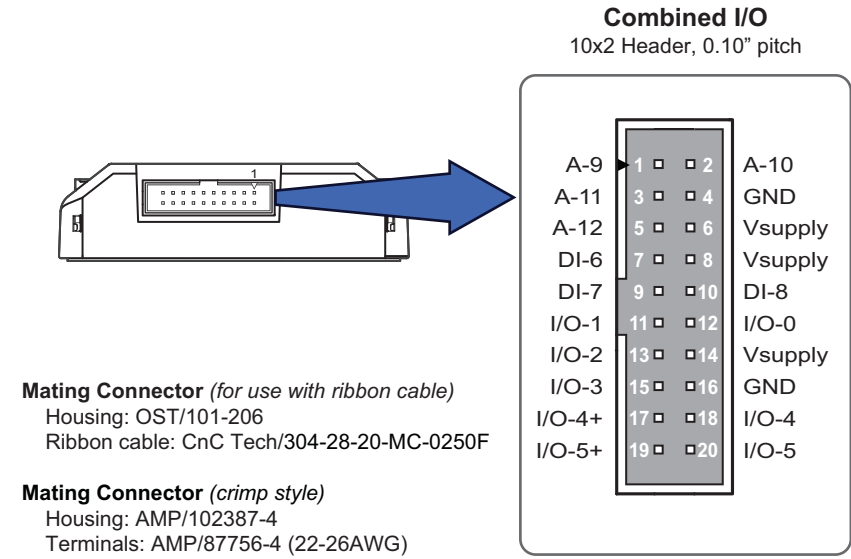 Combined I/O
10x2 Header, 0.10” pitch
1
A-9 1 2 A-10
A-11 3 4 GND
A-12 5 6 Vsupply
DI-6 7 8 Vsupply
DI-7 9 10 DI-8
I/O-1 11 12 I/O-0
I/O-2 13 14 Vsupply
I/O-3 15 16 GND
I/O-4+ 17 18 I/O-4
I/O-5+ 19 20 I/O-5
Mating Connector (for use with ribbon cable)
Housing: OST/101-206
Ribbon cable: CnC Tech/304-28-20-MC-0250F
Mating Connector (crimp style)
Housing: AMP/102387-4
Terminals: AMP/87756-4 (22-26AWG)